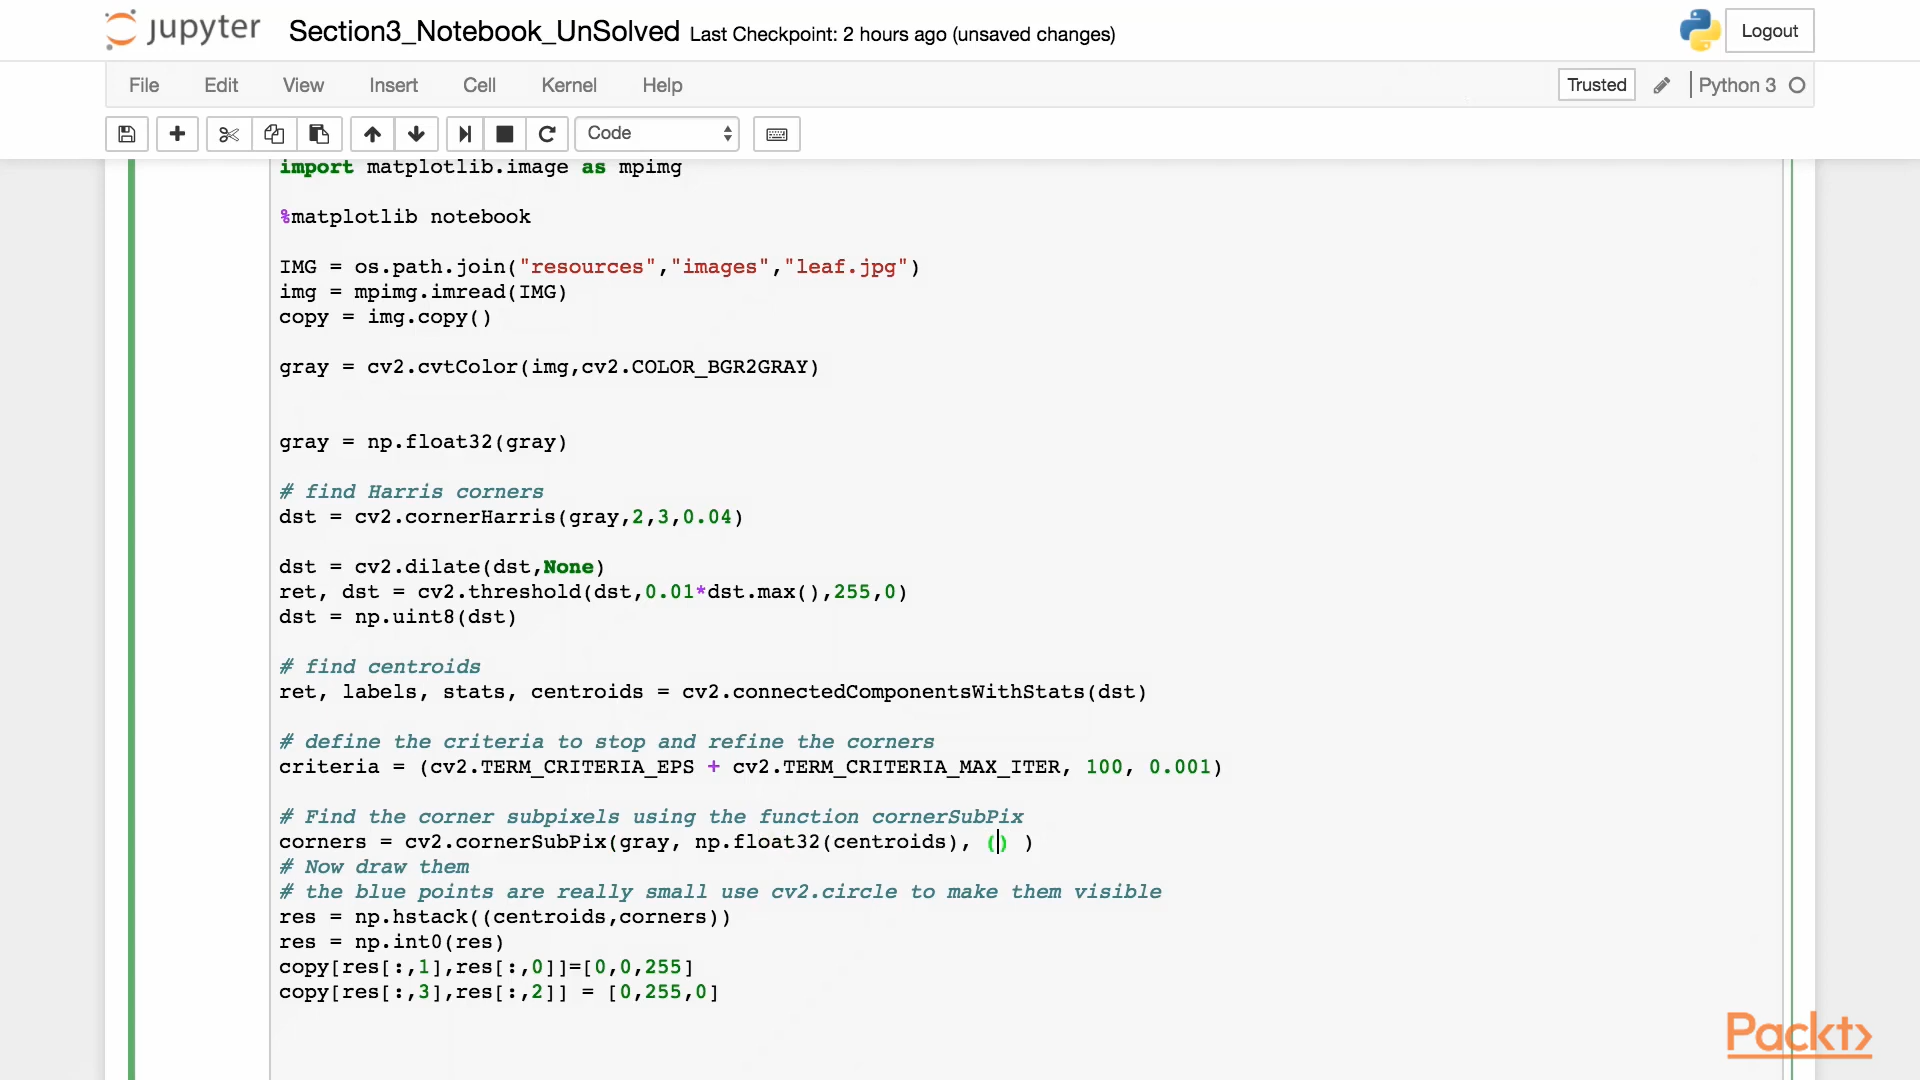 jupyter Section3_Notebook_UnSolved Last Checkpoint: 2 hours ago (unsaved changes) Logout
File Edit View Insert Cell Kernel Help Trusted Python 3
Code
import matplotlib.image as mpimg
%matplotlib notebook
IMG = os.path.join("resources","images","leaf.jpg")
img = mpimg.imread(IMG)
copy = img.copy()
gray = cv2.cvtColor(img,cv2.COLOR_BGR2GRAY)
gray = np.float32(gray)
# find Harris corners
dst = cv2.cornerHarris(gray,2,3,0.04)
dst = cv2.dilate(dst,None)
ret, dst = cv2.threshold(dst,0.01*dst.max(),255,0)
dst = np.uint8(dst)
# find centroids
ret, labels, stats, centroids = cv2.connectedComponentsWithStats(dst)
# define the criteria to stop and refine the corners
criteria = (cv2.TERM_CRITERIA_EPS + cv2.TERM_CRITERIA_MAX_ITER, 100, 0.001)
# Find the corner subpixels using the function cornerSubPix
corners = cv2.cornerSubPix(gray, np.float32(centroids), () )
# Now draw them
# the blue points are really small use cv2.circle to make them visible
res = np.hstack((centroids,corners))
res = np.int0(res)
copy[res[:,1],res[:,0]]=[0,0,255]
copy[res[:,3],res[:,2]] = [0,255,0]
Packt>